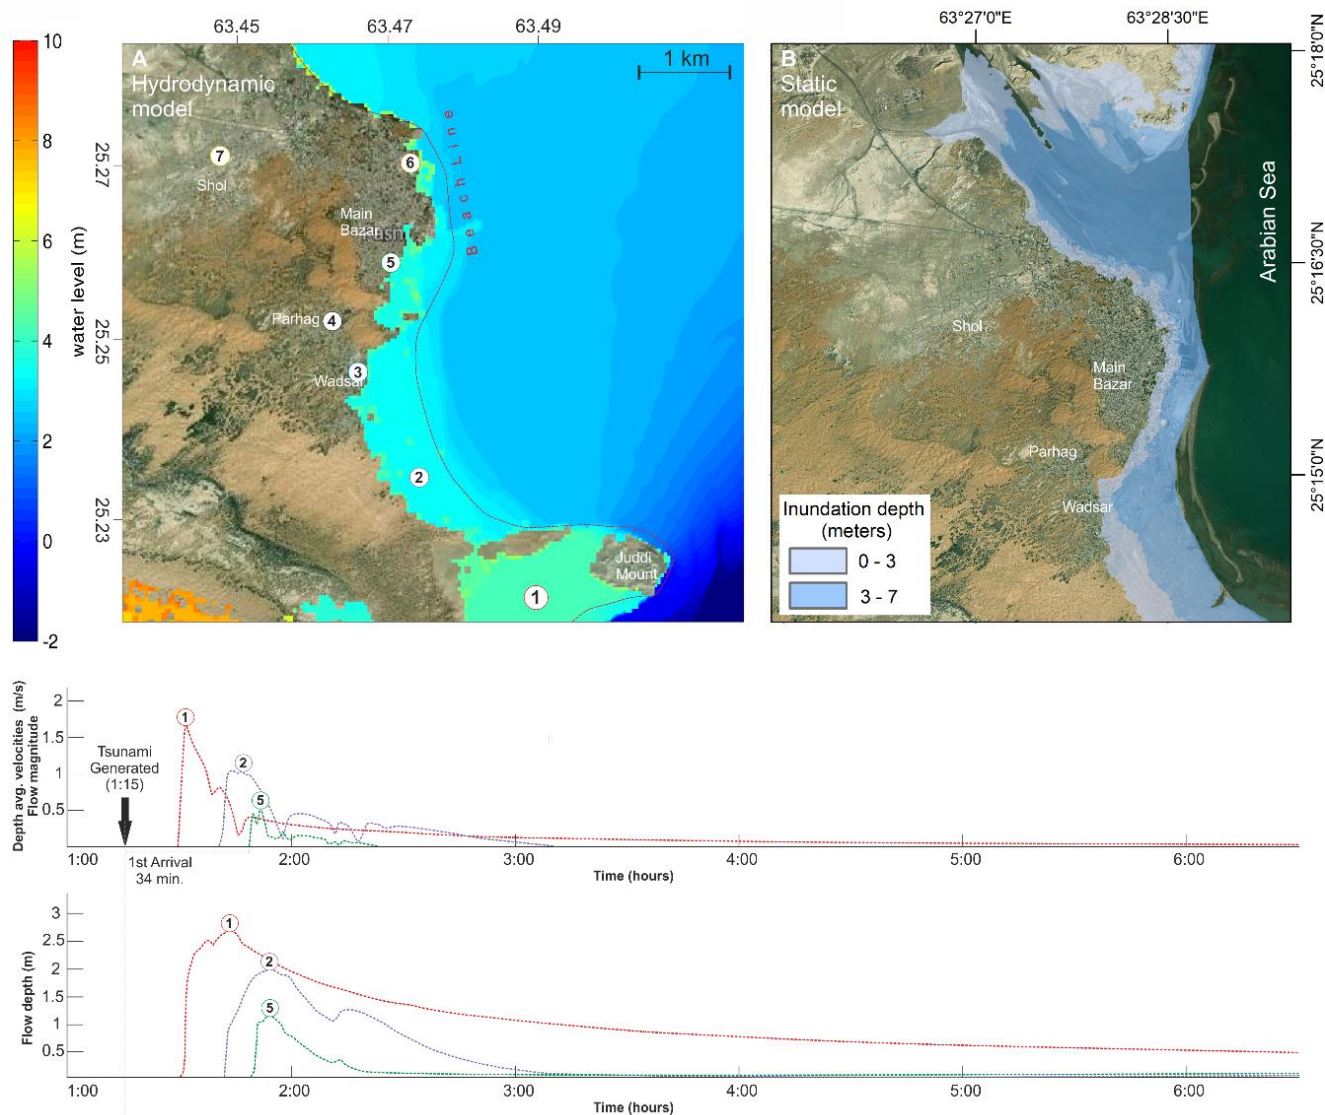 63.45
63.47
63.49
63°27'0"E
63°28'30"E
10
8
6
4
2
0
-2
water level (m)
25.27
25.25
25.23
A
Hydrodynamic
model
1 km
Beach Line
7
Shol
6
Main
Bazar
5
Parhag
4
3
Wadsar
2
Juddi
Mount
1
B
Static
model
Shol
Main
Bazar
Parhag
Wadsar
Arabian Sea
Inundation depth
(meters)
0 - 3
3 - 7
25°18'0"N
25°16'30"N
25°15'0"N
Depth avg. velocities (m/s)
Flow magnitude
2
1.5
1
0.5
Tsunami
Generated
(1:15)
1
2
5
1:00
2:00
3:00
4:00
5:00
6:00
1st Arrival
34 min.
Time (hours)
Flow depth (m)
3
2.5
2
1.5
1
0.5
1
2
5
1:00
2:00
3:00
4:00
5:00
6:00
Time (hours)